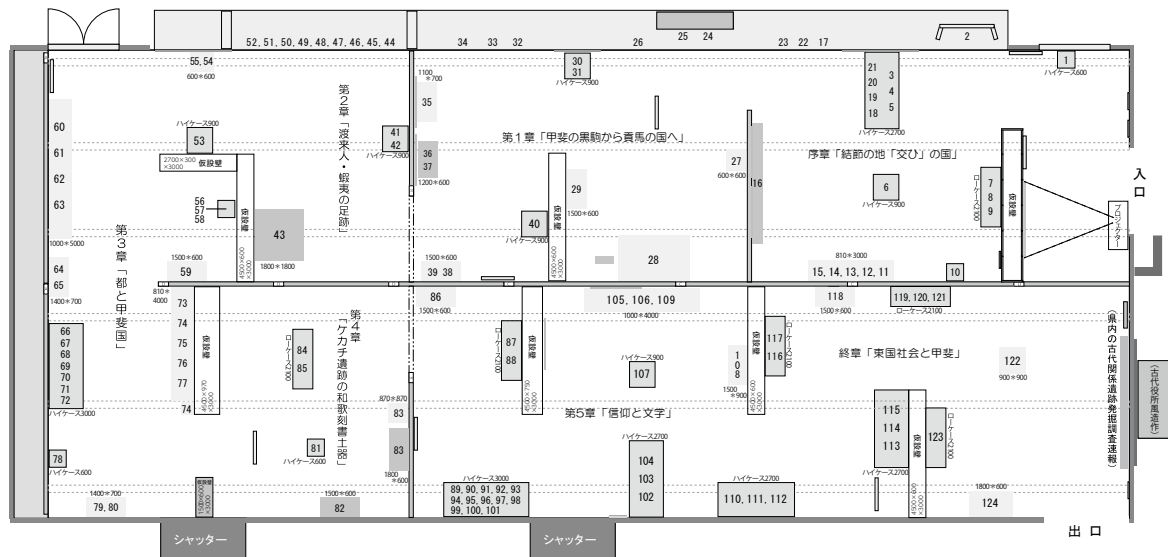 52, 51, 50, 49, 48, 47, 46, 45, 44
34
33
32
26
25
24
23
22
17
2
1
ハイケース600
55, 54
600*600
30
31
ハイケース900
21
20
19
18
3
4
5
ハイケース2700
1100
*700
35
60
61
62
63
1000*5000
ハイケース900
53
2700*300
*3000
仮設壁
第2章「渡来人・蝦夷の足跡」
41
42
ハイケース900
36
37
1200*600
第1章「甲斐の黒駒から貢馬の国へ」
27
600*600
16
序章「結節の地「交ひ」の国」
6
ハイケース900
7
8
9
ローケース2100
仮設壁
入口
プロジェクター
56
57
58
43
1800*1800
仮設壁
4500*600
*3000
40
ハイケース900
29
1500*600
仮設壁
4500*600
*3000
28
第3章「都と甲斐国」
64
65
1400*700
1500*600
59
1500*600
39 38
810*3000
15, 14, 13, 12, 11
10
810*
4000
73
74
75
76
77
74
仮設壁
4500*970
*3000
66
67
68
69
70
71
72
ハイケース3000
84
85
ローケース2100
第4章
「ケカチ遺跡の和歌刻書土器」
86
1500*600
87
88
ローケース2100
仮設壁
4500*750
*3000
105, 106, 109
1000*4000
ハイケース900
107
108
1500
*900
仮設壁
4500*600
*3000
117
116
ローケース2100
118
1500*600
119, 120, 121
ローケース2100
終章「東国社会と甲斐」
122
900*900
(県内の古代関係遺跡発掘調査速報)
(古代役所風造作)
870*870
83
83
1800
*600
第5章「信仰と文字」
78
ハイケース600
81
ハイケース600
115
114
113
ハイケース2700
仮設壁
4500*600
*3000
123
ローケース2100
1400*700
79, 80
仮設壁
1500*600
*3000
1500*600
82
ハイケース3000
89, 90, 91, 92, 93
94, 95, 96, 97, 98
99, 100, 101
ハイケース2700
104
103
102
ハイケース2700
110, 111, 112
1800*600
124
シャッター
シャッター
出口